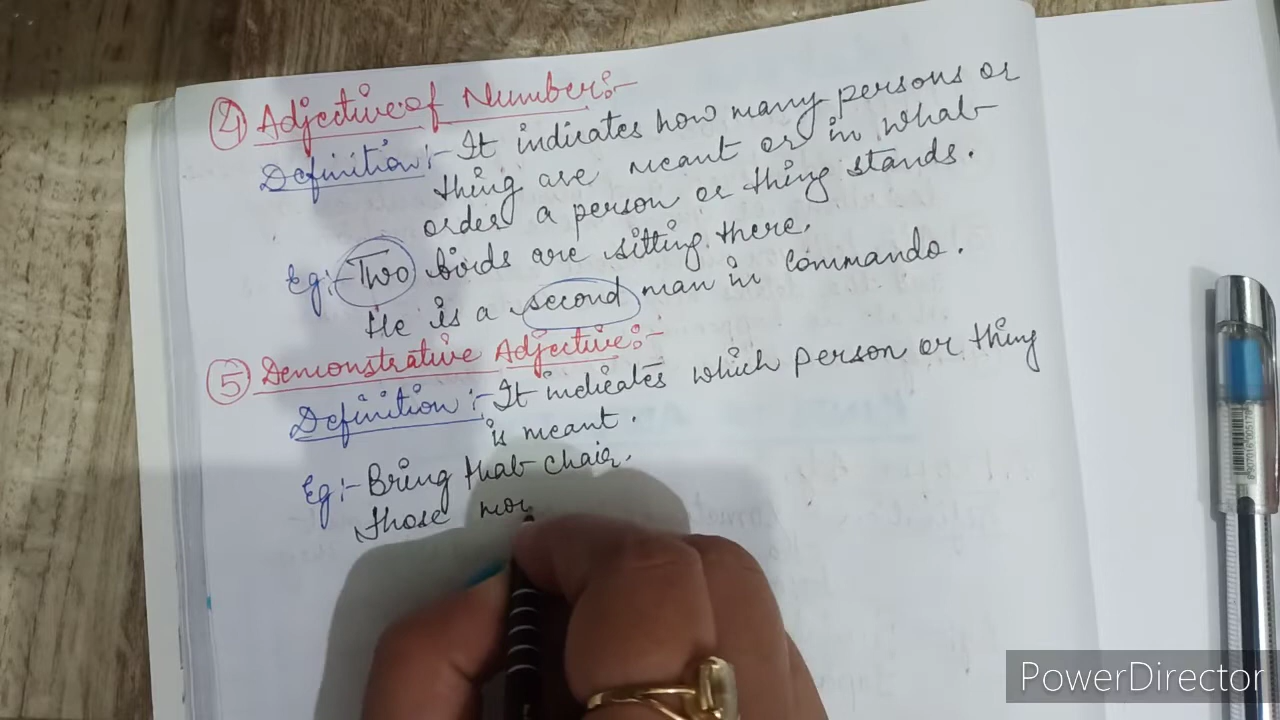 ④ Adjective of Number:-
Definition:- It indicates how many persons or
thing are meant or in what
order a person or thing stands.
Eg:- Two birds are sitting there.
He is a second man in commando.
⑤ Demonstrative Adjective:-
Definition:- It indicates which person or thing
is meant.
Eg:- Bring that chair.
those
PowerDirector